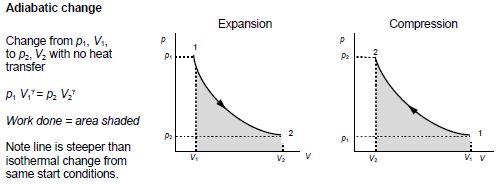 Adiabatic change
Change from p₁, V₁,
to p₂, V₂ with no heat
transfer
p₁ V₁ᵞ = p₂ V₂ᵞ
Work done = area shaded
Note line is steeper than
isothermal change from
same start conditions.
Expansion
p
p₁
1
p₂
2
V₁
V₂
V
Compression
p
p₂
2
p₁
1
V₂
V₁
V